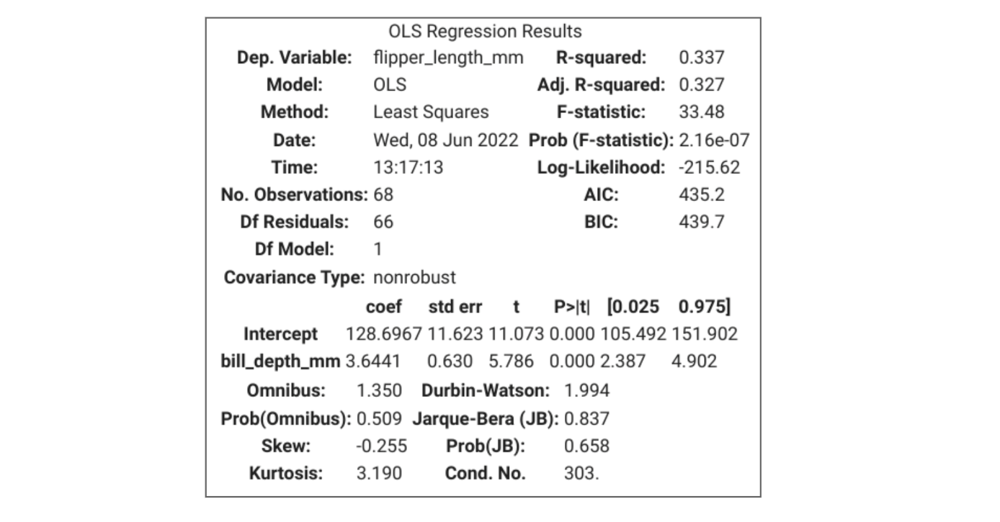 OLS Regression Results
Dep. Variable: flipper_length_mm R-squared: 0.337
Model: OLS Adj. R-squared: 0.327
Method: Least Squares F-statistic: 33.48
Date: Wed, 08 Jun 2022 Prob (F-statistic): 2.16e-07
Time: 13:17:13 Log-Likelihood: -215.62
No. Observations: 68 AIC: 435.2
Df Residuals: 66 BIC: 439.7
Df Model: 1
Covariance Type: nonrobust
coef std err t P>|t| [0.025 0.975]
Intercept 128.6967 11.623 11.073 0.000 105.492 151.902
bill_depth_mm 3.6441 0.630 5.786 0.000 2.387 4.902
Omnibus: 1.350 Durbin-Watson: 1.994
Prob(Omnibus): 0.509 Jarque-Bera (JB): 0.837
Skew: -0.255 Prob(JB): 0.658
Kurtosis: 3.190 Cond. No. 303.